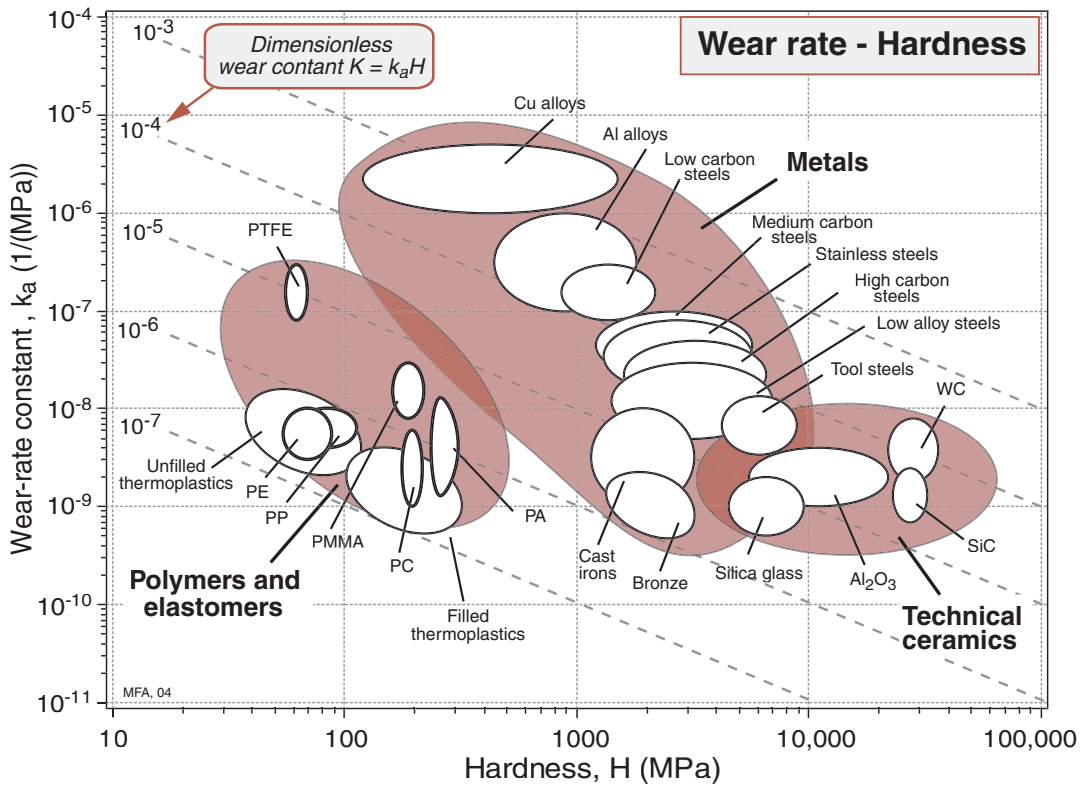 Wear rate - Hardness
Dimensionless
wear contant K = kₐH
10⁻³
10⁻⁴
10⁻⁵
10⁻⁶
10⁻⁷
Wear-rate constant , kₐ (1/(MPa))
10⁻⁴
10⁻⁵
10⁻⁶
10⁻⁷
10⁻⁸
10⁻⁹
10⁻¹⁰
10⁻¹¹
Cu alloys
Al alloys
Low carbon
steels
Metals
Medium carbon
steels
Stainless steels
High carbon
steels
Low alloy steels
Tool steels
WC
PTFE
Unfilled
thermoplastics
PE
PP
PMMA
PC
PA
Polymers and
elastomers
Filled
thermoplastics
Cast
irons
Bronze
Silica glass
Al₂O₃
SiC
Technical
ceramics
MFA, 04
10
100
1000
10,000
100,000
Hardness, H (MPa)